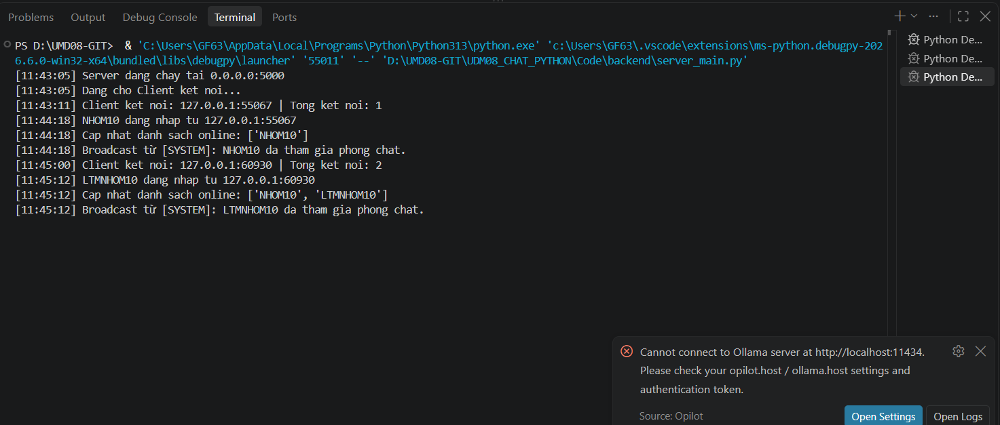 Problems Output Debug Console Terminal Ports
PS D:\UMD08-GIT>  & 'C:\Users\GF63\AppData\Local\Programs\Python\Python313\python.exe' 'c:\Users\GF63\.vscode\extensions\ms-python.debugpy-202
6.6.0-win32-x64\bundled\libs\debugpy\launcher' '55011' '--' 'D:\UMD08-GIT\UDM08_CHAT_PYTHON\Code\backend\server_main.py'
[11:43:05] Server dang chay tai 0.0.0.0:5000
[11:43:05] Dang cho Client ket noi...
[11:43:11] Client ket noi: 127.0.0.1:55067 | Tong ket noi: 1
[11:44:18] NHOM10 dang nhap tu 127.0.0.1:55067
[11:44:18] Cap nhat danh sach online: ['NHOM10']
[11:44:18] Broadcast từ [SYSTEM]: NHOM10 da tham gia phong chat.
[11:45:00] Client ket noi: 127.0.0.1:60930 | Tong ket noi: 2
[11:45:12] LTMNHOM10 dang nhap tu 127.0.0.1:60930
[11:45:12] Cap nhat danh sach online: ['NHOM10', 'LTMNHOM10']
[11:45:12] Broadcast từ [SYSTEM]: LTMNHOM10 da tham gia phong chat.
Python De...
Python De...
Python De...
Cannot connect to Ollama server at http://localhost:11434.
Please check your opilot.host / ollama.host settings and
authentication token.
Source: Opilot
Open Settings Open Logs